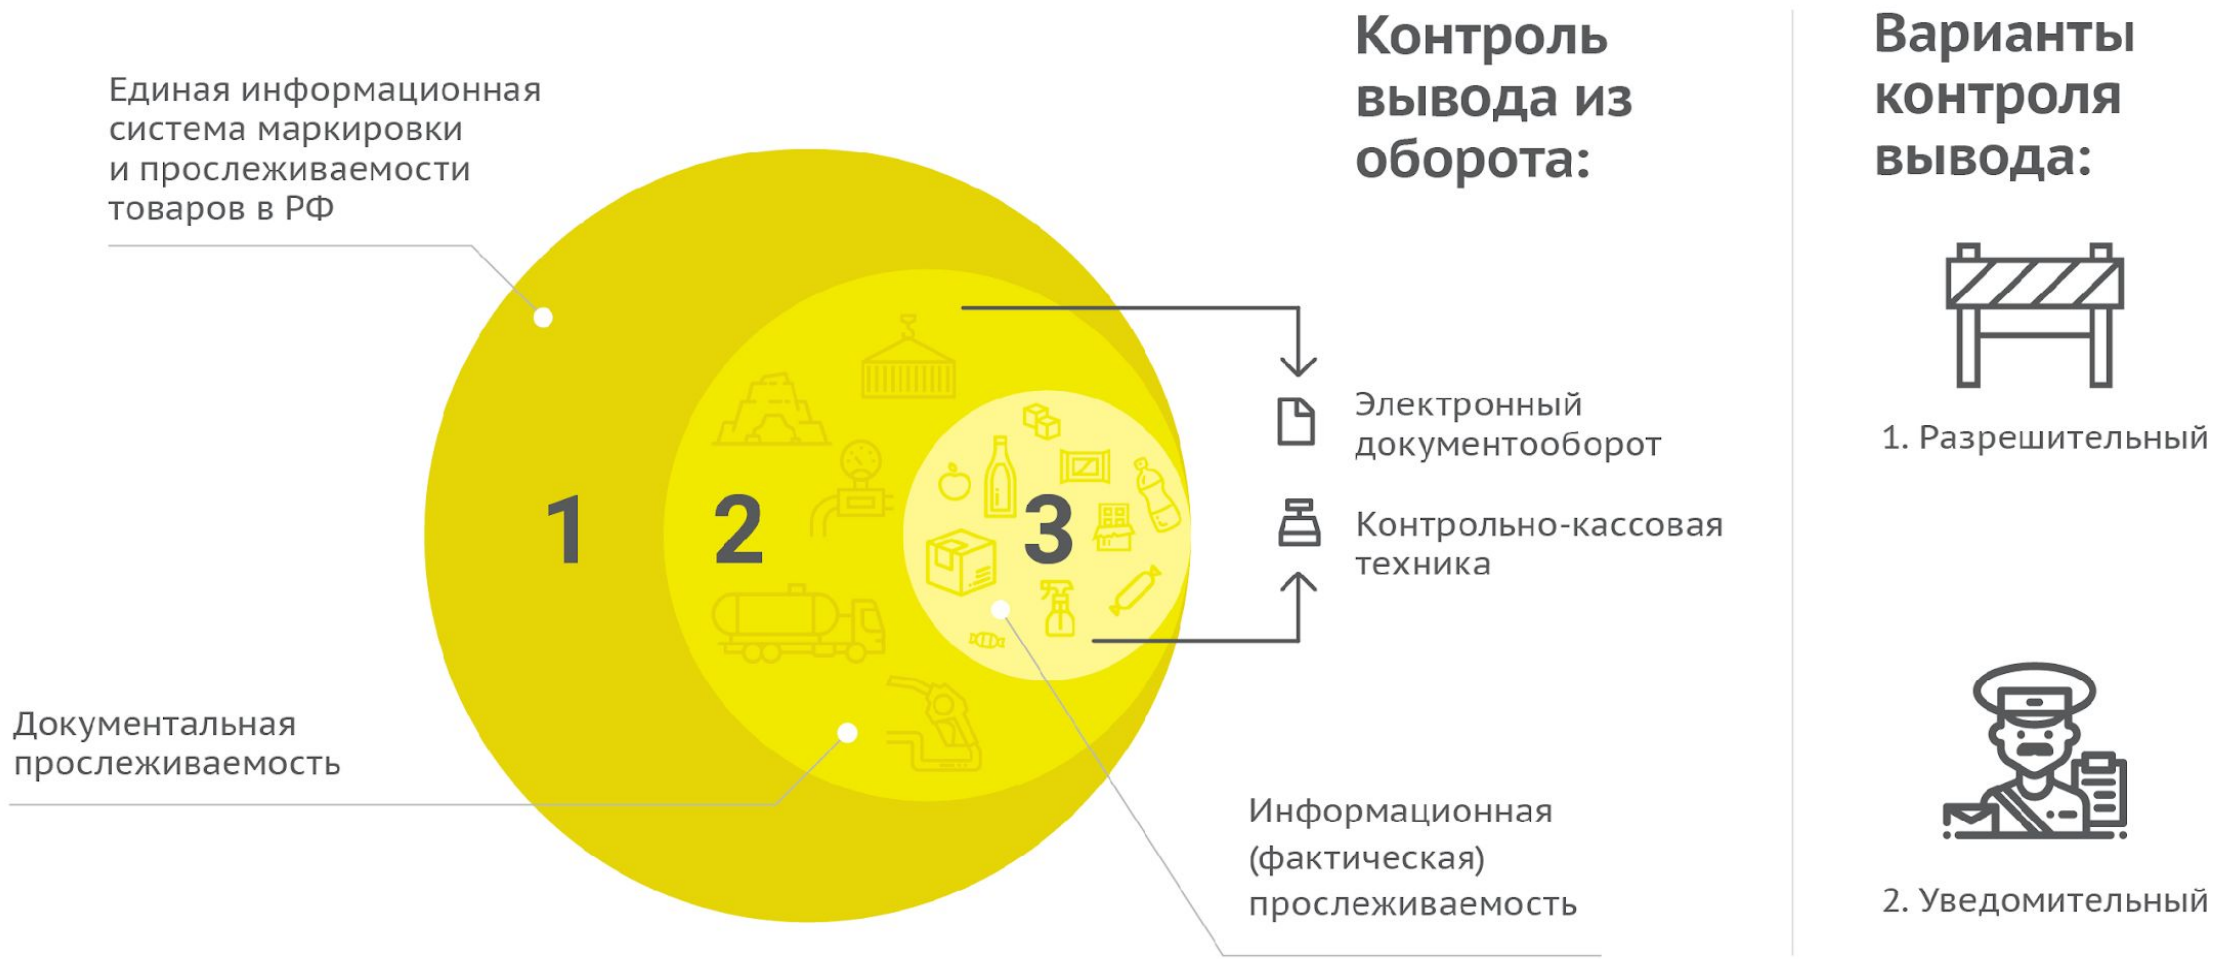 Единая информационная
система маркировки
и прослеживаемости
товаров в РФ
1
2
3
Документальная
прослеживаемость
Информационная
(фактическая)
прослеживаемость
Контроль
вывода из
оборота:
Электронный
документооборот
Контрольно-кассовая
техника
Варианты
контроля
вывода:
1. Разрешительный
2. Уведомительный